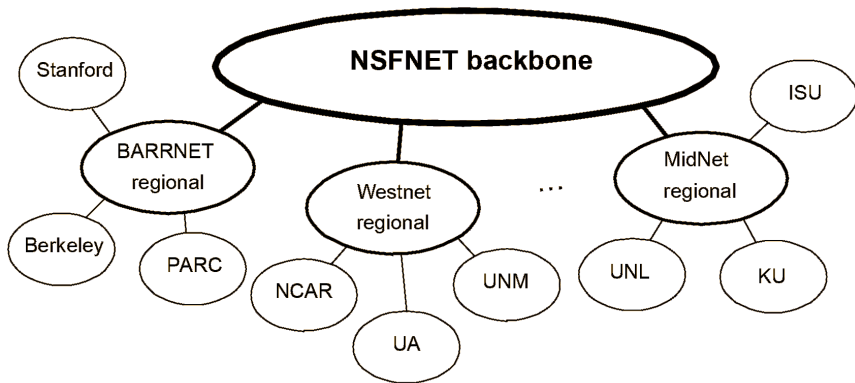 NSFNET backbone
Stanford
ISU
BARRNET
regional
MidNet
regional
Westnet
regional
...
Berkeley
PARC
NCAR
UNM
UNL
KU
UA